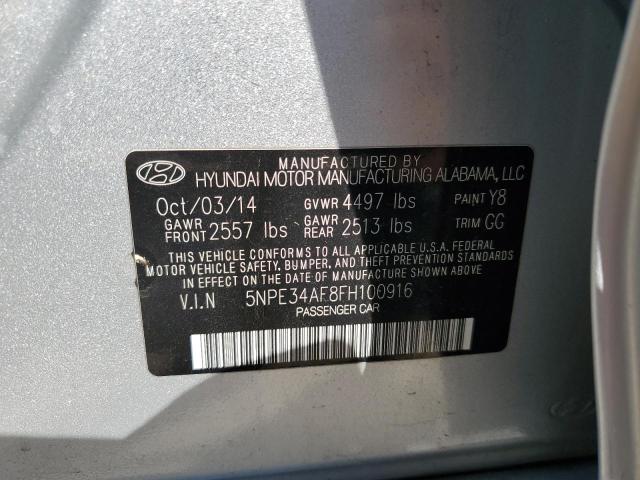 MANUFACTURED BY
HYUNDAI MOTOR MANUFACTURING ALABAMA, LLC
Oct/03/14 GVWR 4497 lbs PAINT Y8
GAWR FRONT 2557 lbs GAWR REAR 2513 lbs TRIM GG
THIS VEHICLE CONFORMS TO ALL APPLICABLE U.S.A. FEDERAL
MOTOR VEHICLE SAFETY, BUMPER, AND THEFT PREVENTION STANDARDS
IN EFFECT ON THE DATE OF MANUFACTURE SHOWN ABOVE.
V.I.N 5NPE34AF8FH100916
PASSENGER CAR